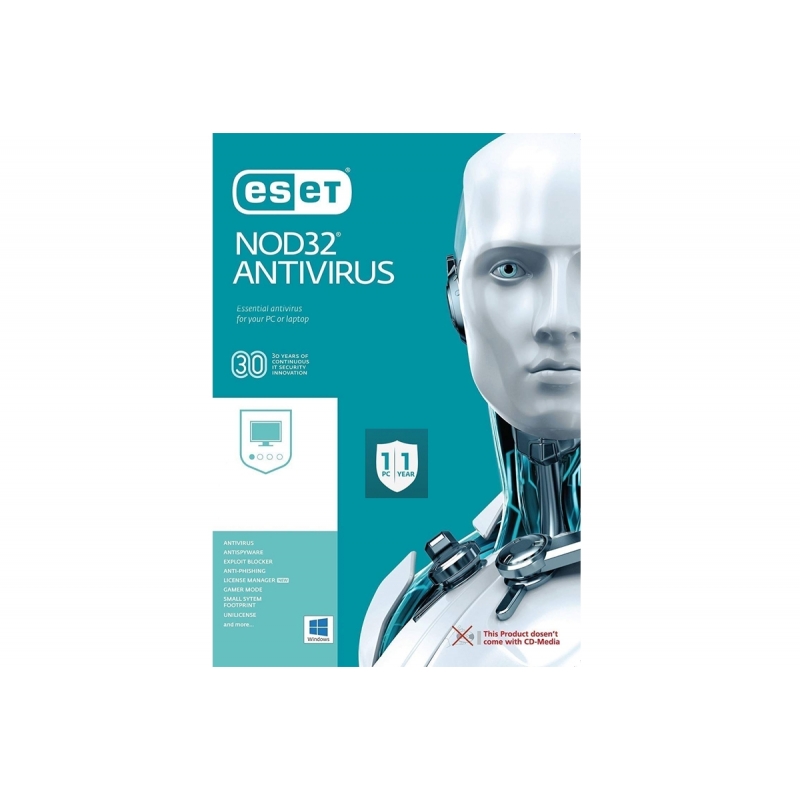 eset®
NOD32®
ANTIVIRUS
Essential antivirus
for your PC or laptop
30
30 YEARS OF
CONTINUOUS
IT SECURITY
INNOVATION
1 PC 1 YEAR
ANTIVIRUS
ANTISPYWARE
EXPLOIT BLOCKER
ANTI-PHISHING
LICENSE MANAGER NEW
GAMER MODE
SMALL SYTEM
FOOTPRINT
UNILICENSE
and more...
Windows
This Product dosen't
come with CD-Media